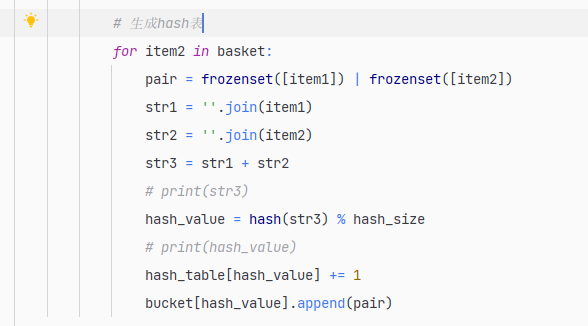 # 生成hash表
for item2 in basket:
pair = frozenset([item1]) | frozenset([item2])
str1 = ''.join(item1)
str2 = ''.join(item2)
str3 = str1 + str2
# print(str3)
hash_value = hash(str3) % hash_size
# print(hash_value)
hash_table[hash_value] += 1
bucket[hash_value].append(pair)